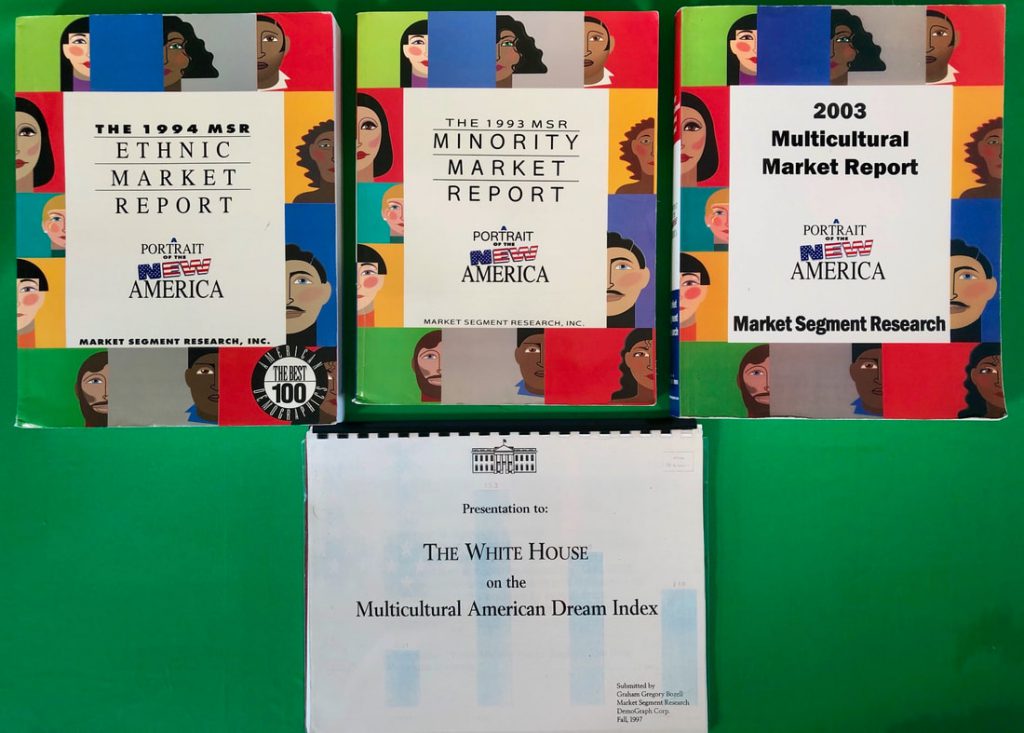 THE 1994 MSR
ETHNIC
MARKET
REPORT
A
PORTRAIT
OF THE
NEW
AMERICA
MARKET SEGMENT RESEARCH, INC.
AMERICAN
THE BEST
100
DEMOGRAPHICS
THE 1993 MSR
MINORITY
MARKET
REPORT
A
PORTRAIT
OF THE
NEW
AMERICA
MARKET SEGMENT RESEARCH, INC.
2003
Multicultural
Market Report
A
PORTRAIT
OF THE
NEW
AMERICA
Market Segment Research
Presentation to:
THE WHITE HOUSE
on the
Multicultural American Dream Index
Submitted by
Graham Gregory Bozell
Market Segment Research
DemoGraph Corp.
Fall, 1997